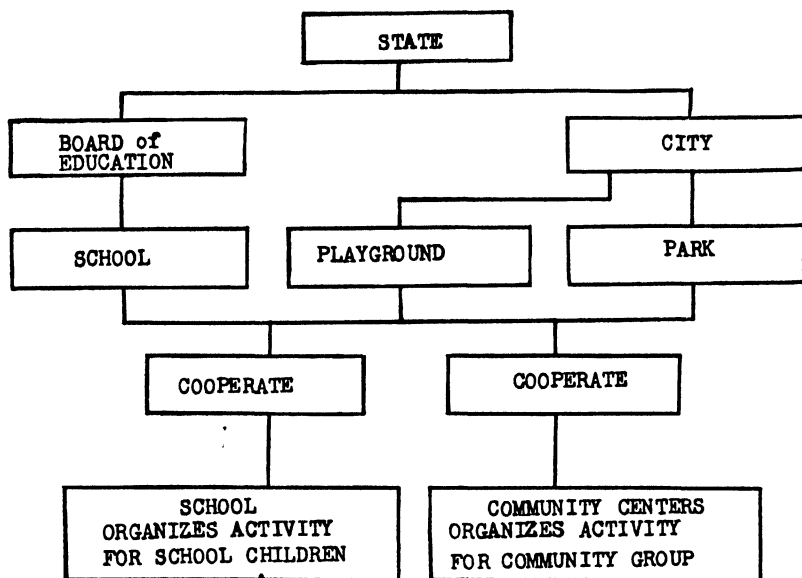 STATE
BOARD of
EDUCATION
CITY
SCHOOL
PLAYGROUND
PARK
COOPERATE
COOPERATE
SCHOOL
ORGANIZES ACTIVITY
FOR SCHOOL CHILDREN
COMMUNITY CENTERS
ORGANIZES ACTIVITY
FOR COMMUNITY GROUP